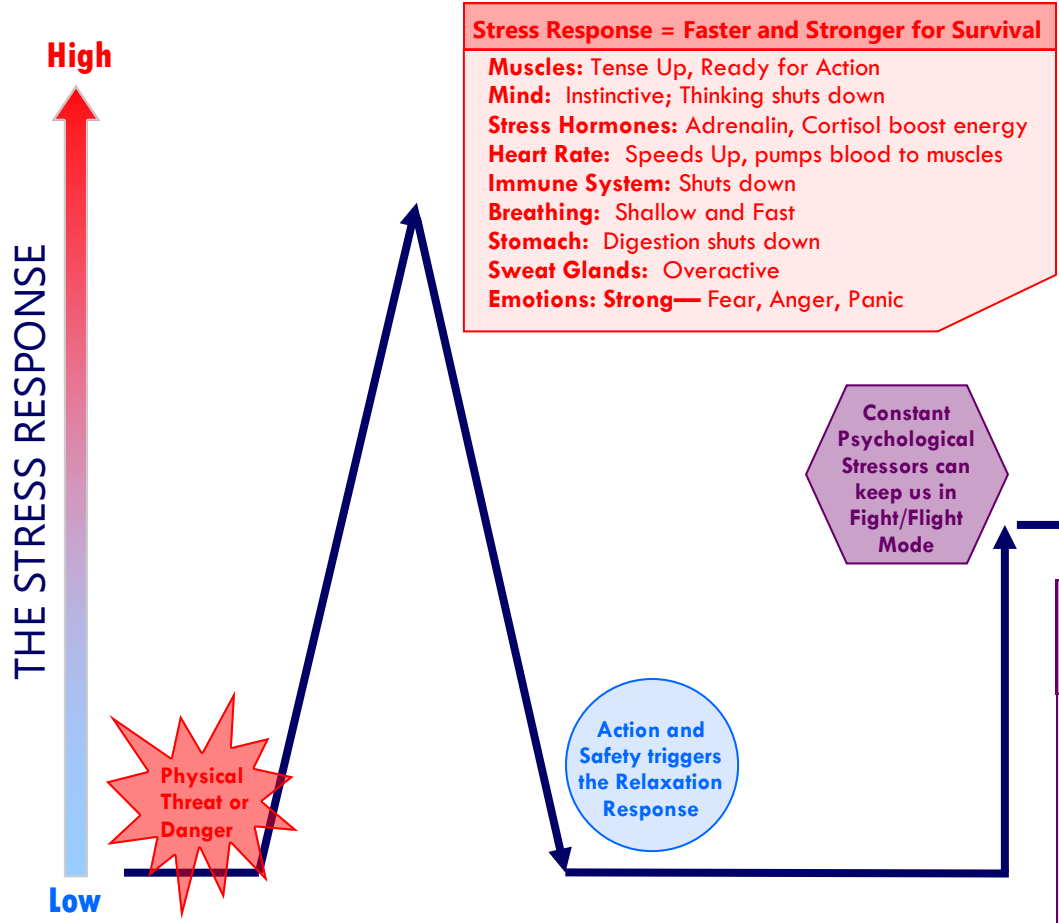 Stress Response = Faster and Stronger for Survival
Muscles: Tense Up, Ready for Action
Mind: Instinctive; Thinking shuts down
Stress Hormones: Adrenalin, Cortisol boost energy
Heart Rate: Speeds Up, pumps blood to muscles
Immune System: Shuts down
Breathing: Shallow and Fast
Stomach: Digestion shuts down
Sweat Glands: Overactive
Emotions: Strong— Fear, Anger, Panic
High
THE STRESS RESPONSE
Low
Physical
Threat or
Danger
Action and
Safety triggers
the Relaxation
Response
Constant
Psychological
Stressors can
keep us in
Fight/Flight
Mode